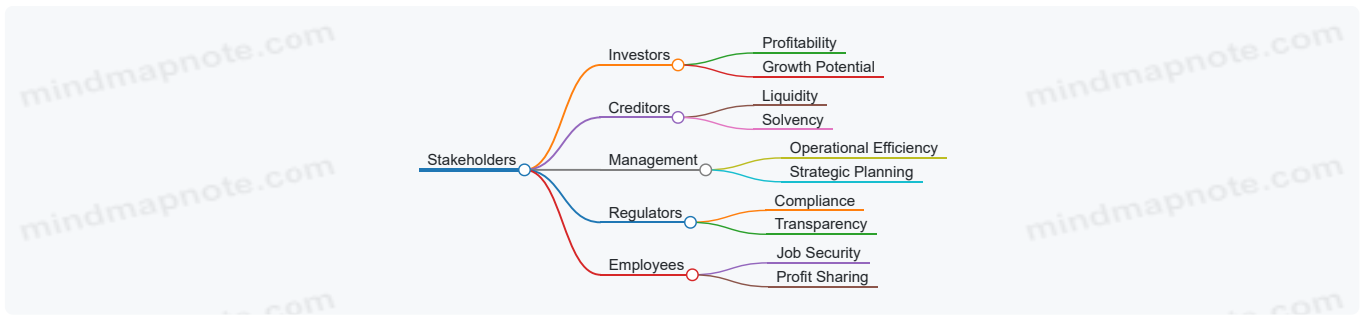 mindmapnote.com
mindmapnote.com
Stakeholders
Investors
Profitability
Growth Potential
Creditors
Liquidity
Solvency
Management
Operational Efficiency
Strategic Planning
Regulators
Compliance
Transparency
Employees
Job Security
Profit Sharing
mindmapnote.com
mindmapnote.com
mindmapnote.com
mindmapnote.com